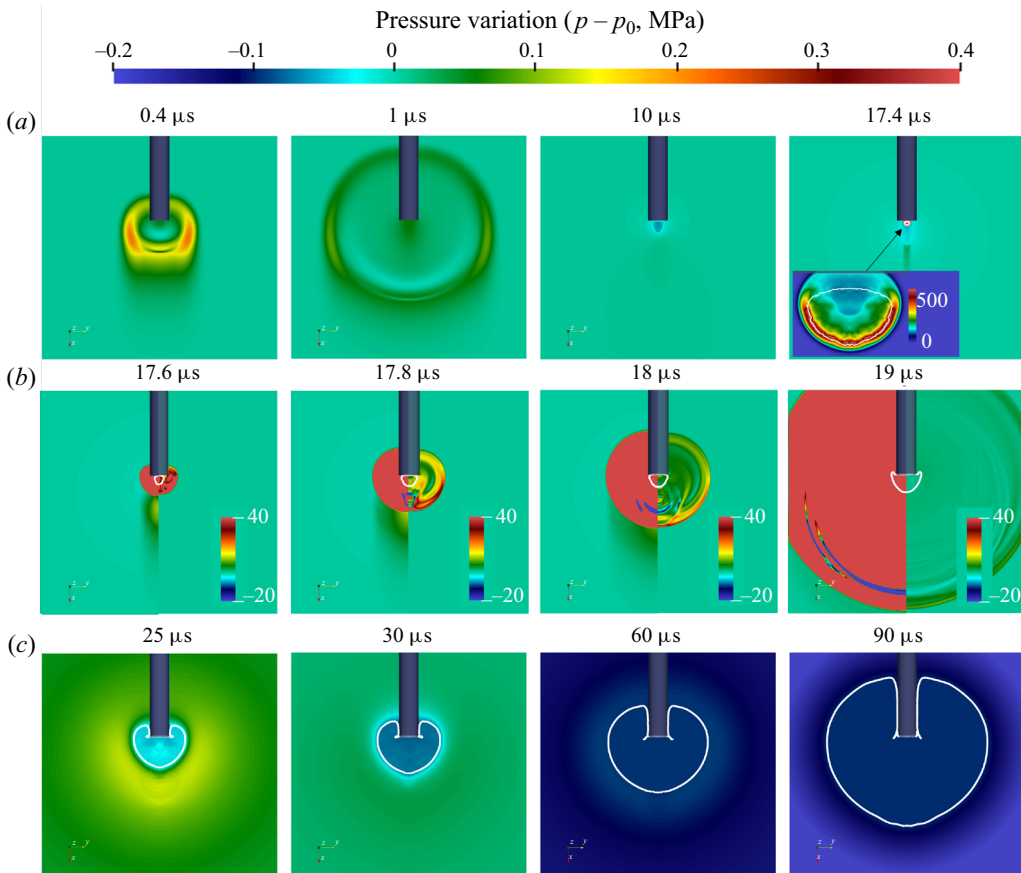 Pressure variation (p – p0, MPa)
–0.2 –0.1 0 0.1 0.2 0.3 0.4
(a) 0.4 μs 1 μs 10 μs 17.4 μs
500
0
z y
x
z y
x
z y
x
z y
x
(b) 17.6 μs 17.8 μs 18 μs 19 μs
40 40 40 40
–20 –20 –20 –20
z y
x
z y
x
z y
x
z y
x
(c) 25 μs 30 μs 60 μs 90 μs
z y
x
z y
x
z y
x
z y
x